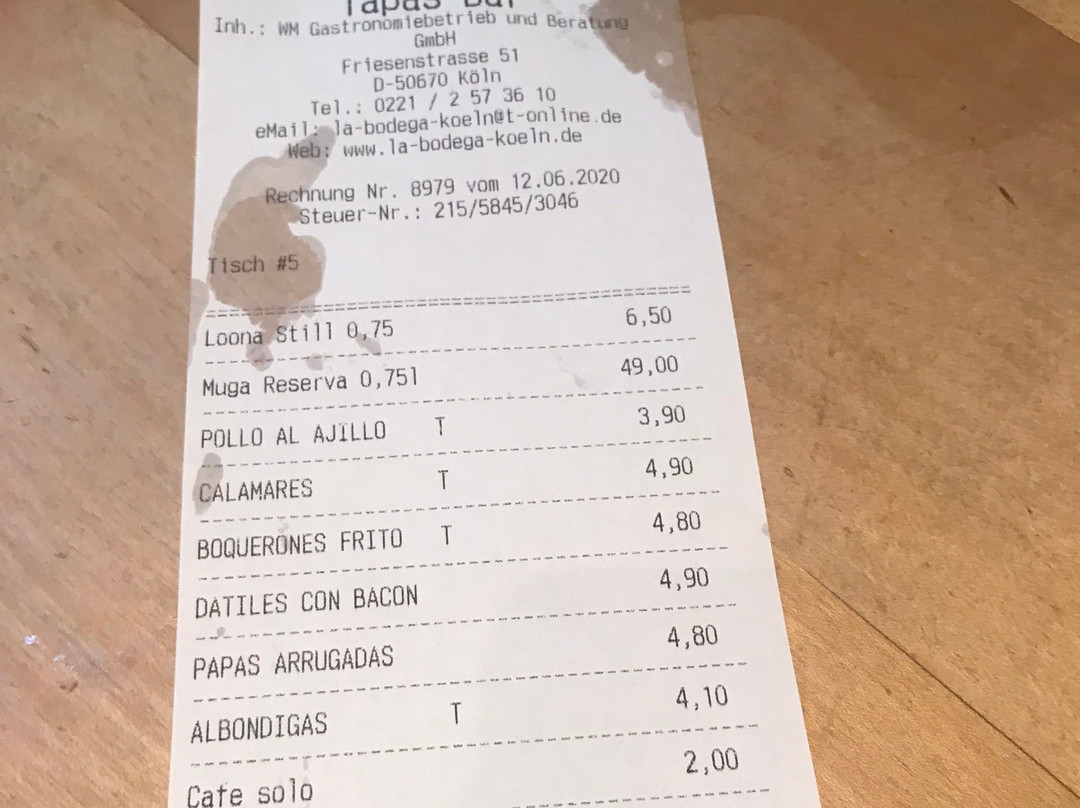 Tapas Bar
Inh.: WM Gastronomiebetrieb und Beratung
GmbH
Friesenstrasse 51
D-50670 Köln
Tel.: 0221 / 2 57 36 10
eMail: la-bodega-koeln@t-online.de
Web: www.la-bodega-koeln.de
Rechnung Nr. 8979 vom 12.06.2020
Steuer-Nr.: 215/5845/3046
Tisch #5
Loona Still 0,75 6,50
Muga Reserva 0,75l 49,00
POLLO AL AJILLO T 3,90
CALAMARES T 4,90
BOQUERONES FRITO T 4,80
DATILES CON BACON 4,90
PAPAS ARRUGADAS 4,80
ALBONDIGAS T 4,10
Cafe solo 2,00